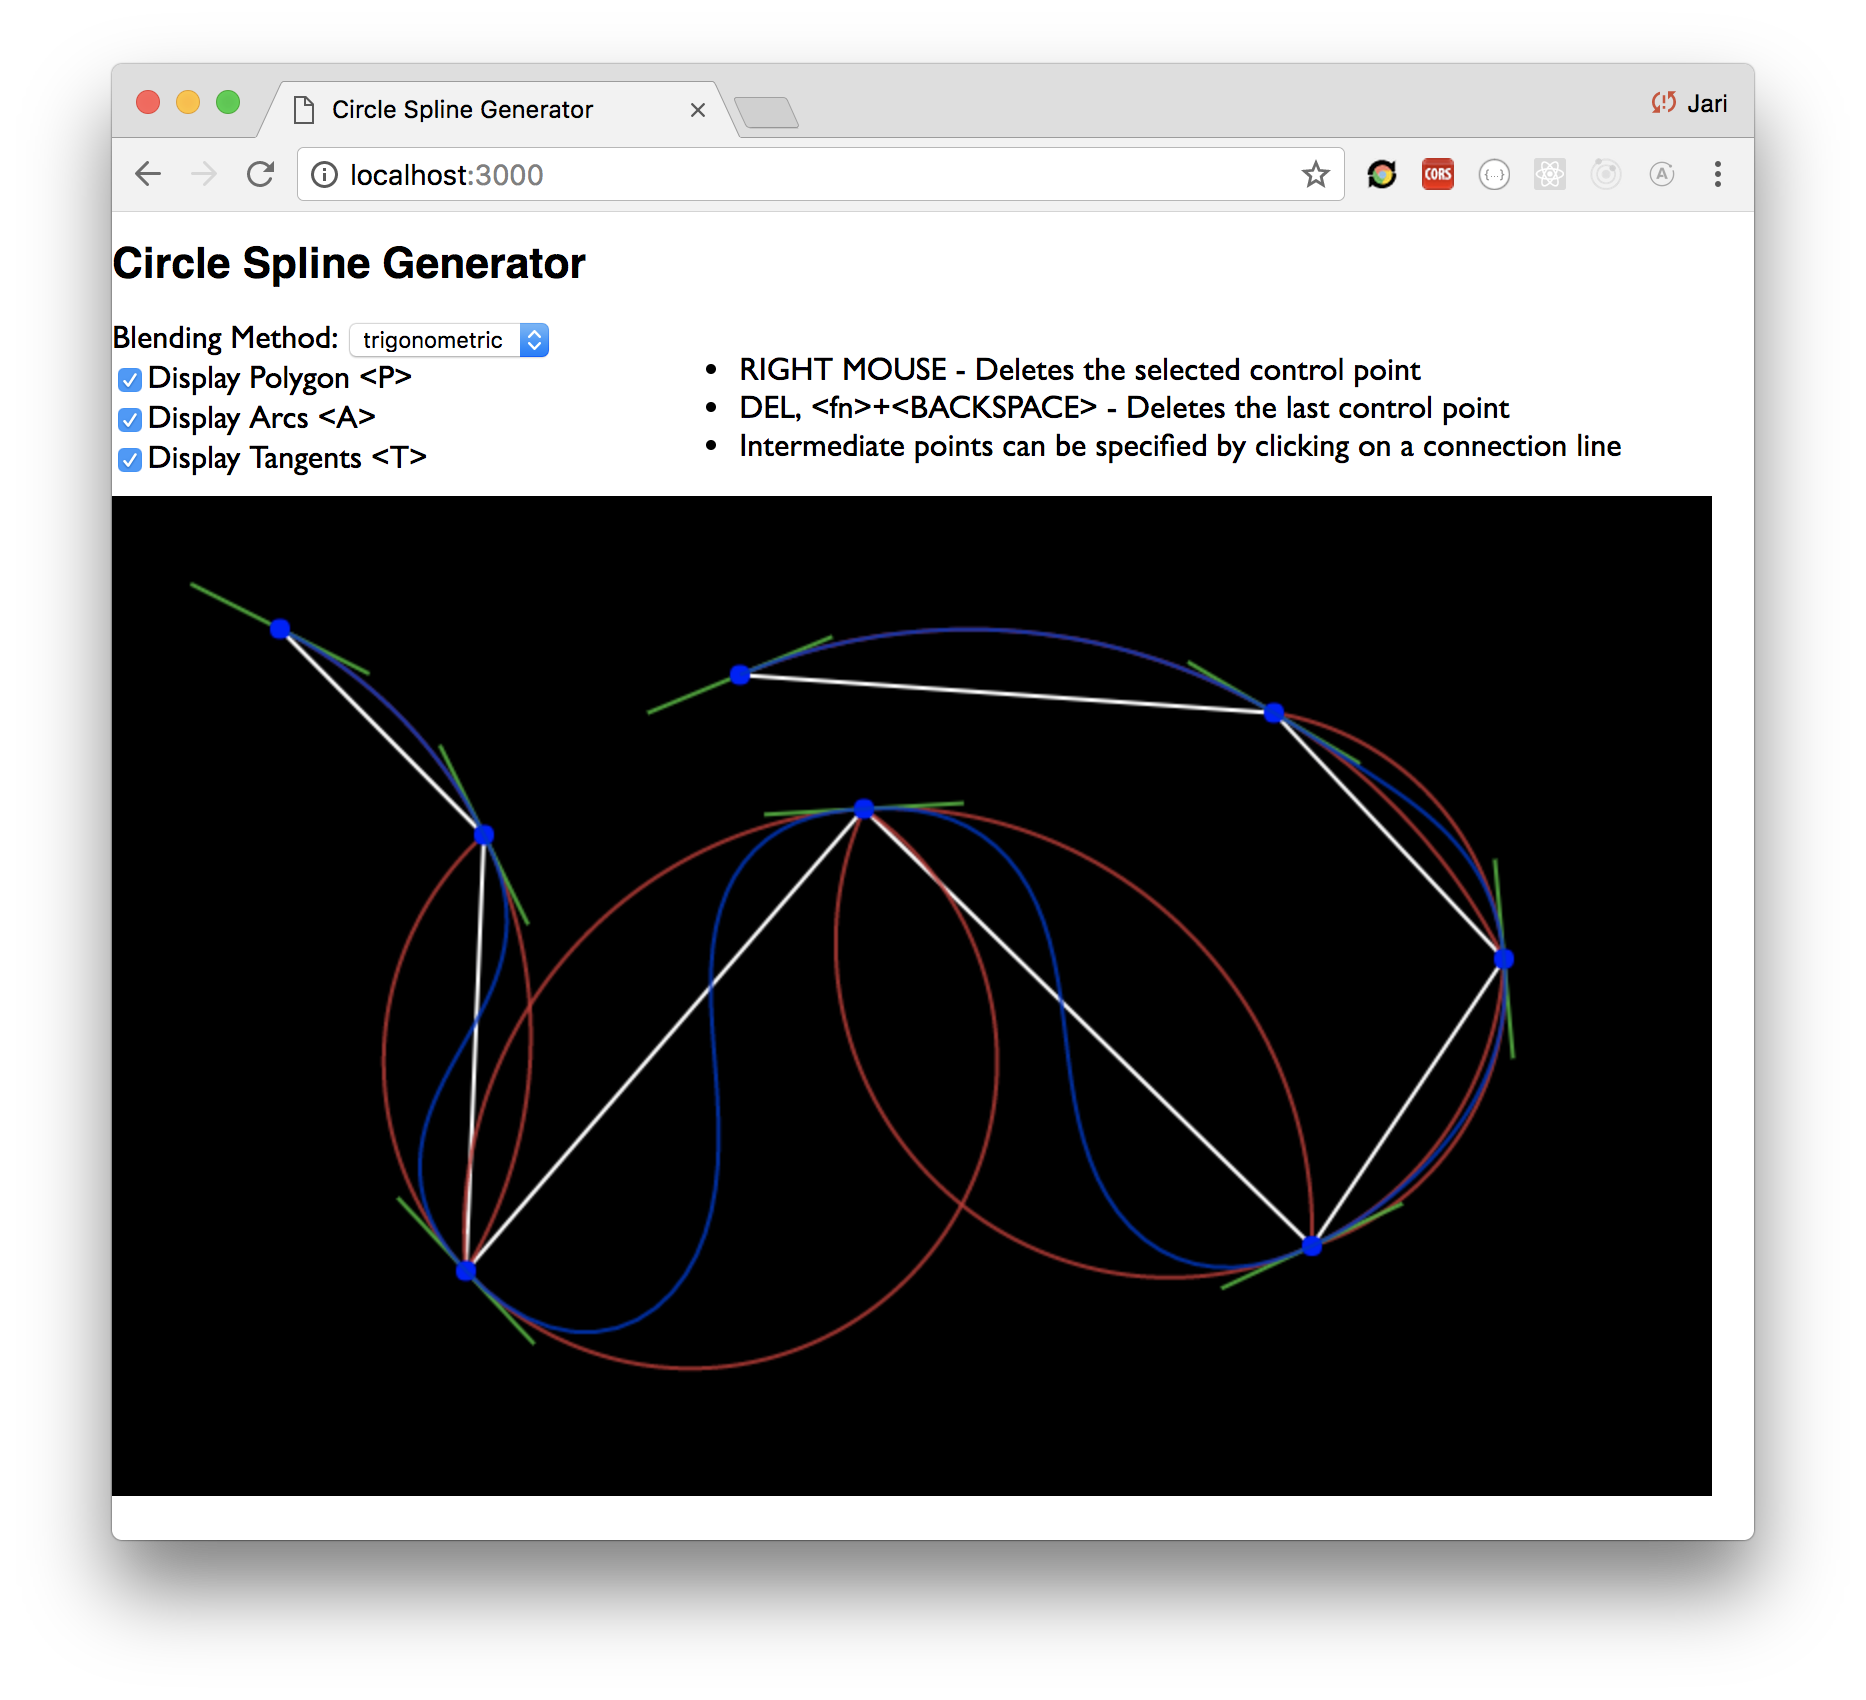 Circle Spline Generator
Jari
localhost:3000
CORS
{...}
A
Circle Spline Generator
Blending Method: trigonometric
Display Polygon <P>
Display Arcs <A>
Display Tangents <T>
• RIGHT MOUSE - Deletes the selected control point
• DEL, <fn>+<BACKSPACE> - Deletes the last control point
• Intermediate points can be specified by clicking on a connection line